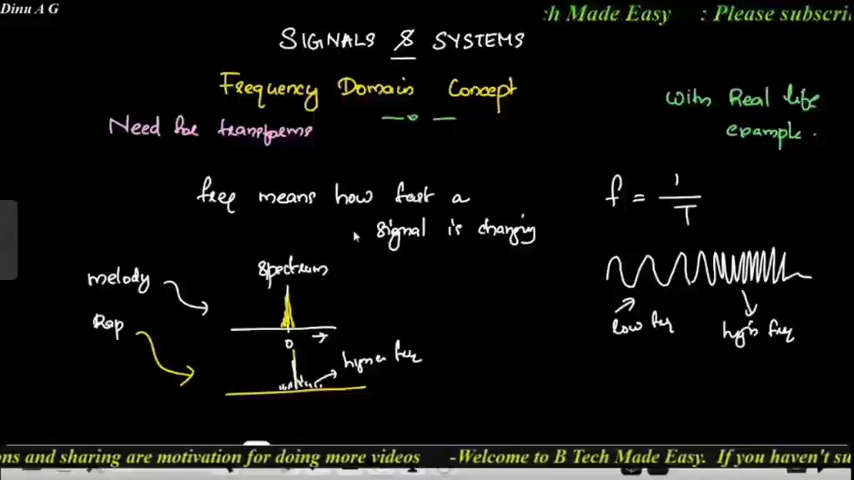 Dinu A G
ch Made Easy : Please subscri
SIGNALS & SYSTEMS
Frequency Domain Concept
with Real life
example.
Need for transforms
freq means how fast a
signal is changing
f = 1
T
spectrum
melody
Rap
0
higher freq
low freq
high freq
ons and sharing are motivation for doing more videos -Welcome to B Tech Made Easy. If you haven't su